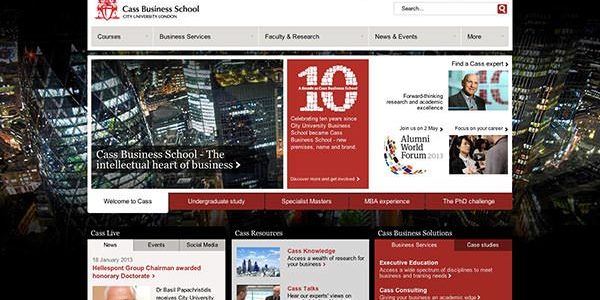 Cass Business School
CITY UNIVERSITY LONDON
Search...
Courses
Business Services
Faculty & Research
News & Events
More
Cass Business School - The
intellectual heart of business
10
A decade at Cass Business School
Celebrating ten years since
City University Business
School became Cass
Business School - new
premises, name and brand.
Discover more and get involved
Find a Cass expert
Forward-thinking
research and academic
excellence
Join us on 2 May
Alumni
World
Forum 2013
Focus on your career
Welcome to Cass
Undergraduate study
Specialist Masters
MBA experience
The PhD challenge
Cass Live
News
Events
Social Media
18 January 2013
Hellespont Group Chairman awarded
honorary Doctorate
Dr Basil Papachristidis
receives City University
Cass Resources
Cass Knowledge
Access a wealth of research for
your business
Cass Talks
Hear our experts' views on
Cass Business Solutions
Business Services
Case studies
Executive Education
Access a wide spectrum of disciplines to meet
business and training needs
Cass Consulting
Giving your business an academic edge